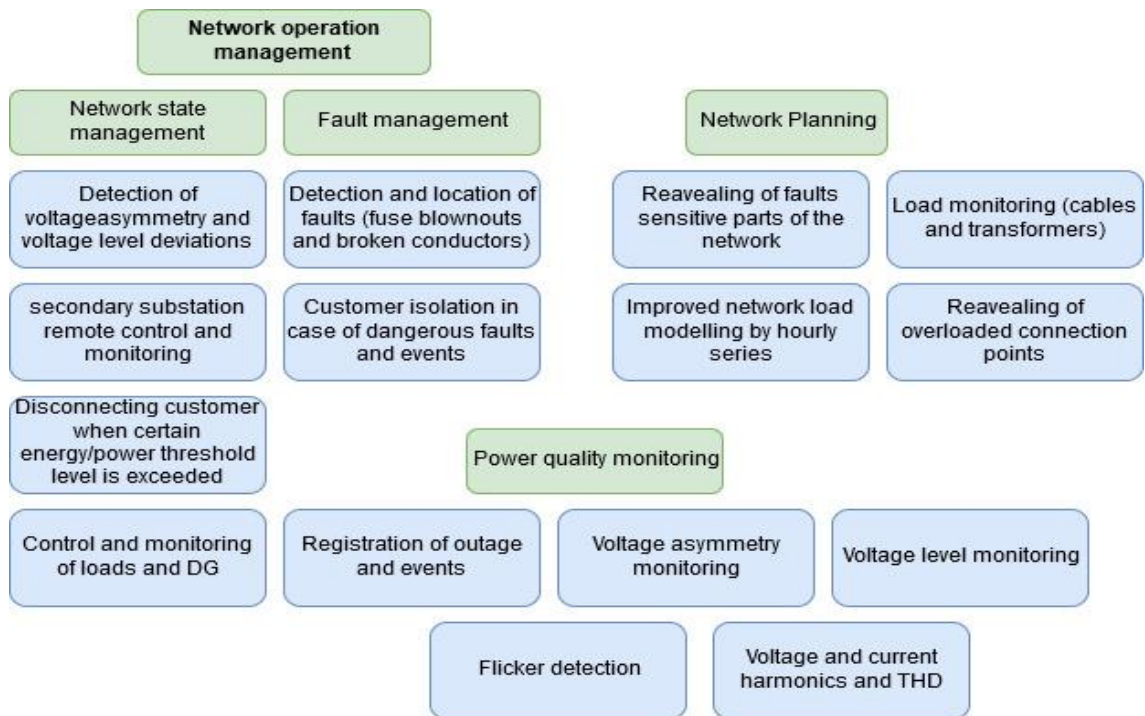 Network operation
management
Network state
management
Fault management
Network Planning
Detection of
voltageasymmetry and
voltage level deviations
Detection and location of
faults (fuse blownouts
and broken conductors)
Reavealing of faults
sensitive parts of the
network
Load monitoring (cables
and transformers)
secondary substation
remote control and
monitoring
Customer isolation in
case of dangerous faults
and events
Improved network load
modelling by hourly
series
Reavealing of
overloaded connection
points
Disconnecting customer
when certain
energy/power threshold
level is exceeded
Power quality monitoring
Control and monitoring
of loads and DG
Registration of outage
and events
Voltage asymmetry
monitoring
Voltage level monitoring
Flicker detection
Voltage and current
harmonics and THD